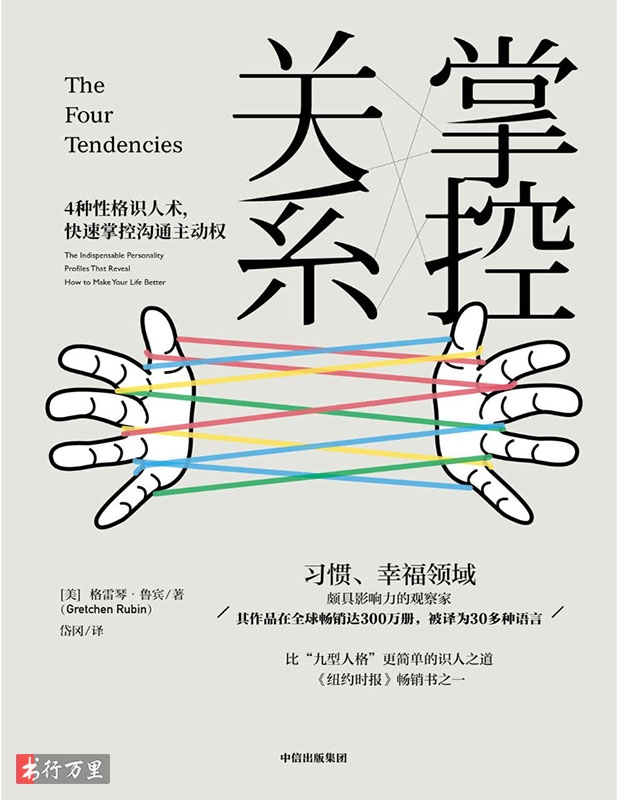 掌控
关系
The
Four
Tendencies
4种性格识人术，
快速掌控沟通主动权
The Indispensable Personality
Profiles That Reveal
How to Make Your Life Better
[美] 格雷琴·鲁宾/著
（Gretchen Rubin）
岱冈/译
习惯、幸福领域
颇具影响力的观察家
其作品在全球畅销达300万册，被译为30多种语言
比“九型人格”更简单的识人之道
《纽约时报》畅销书之一
中信出版集团
书行万里